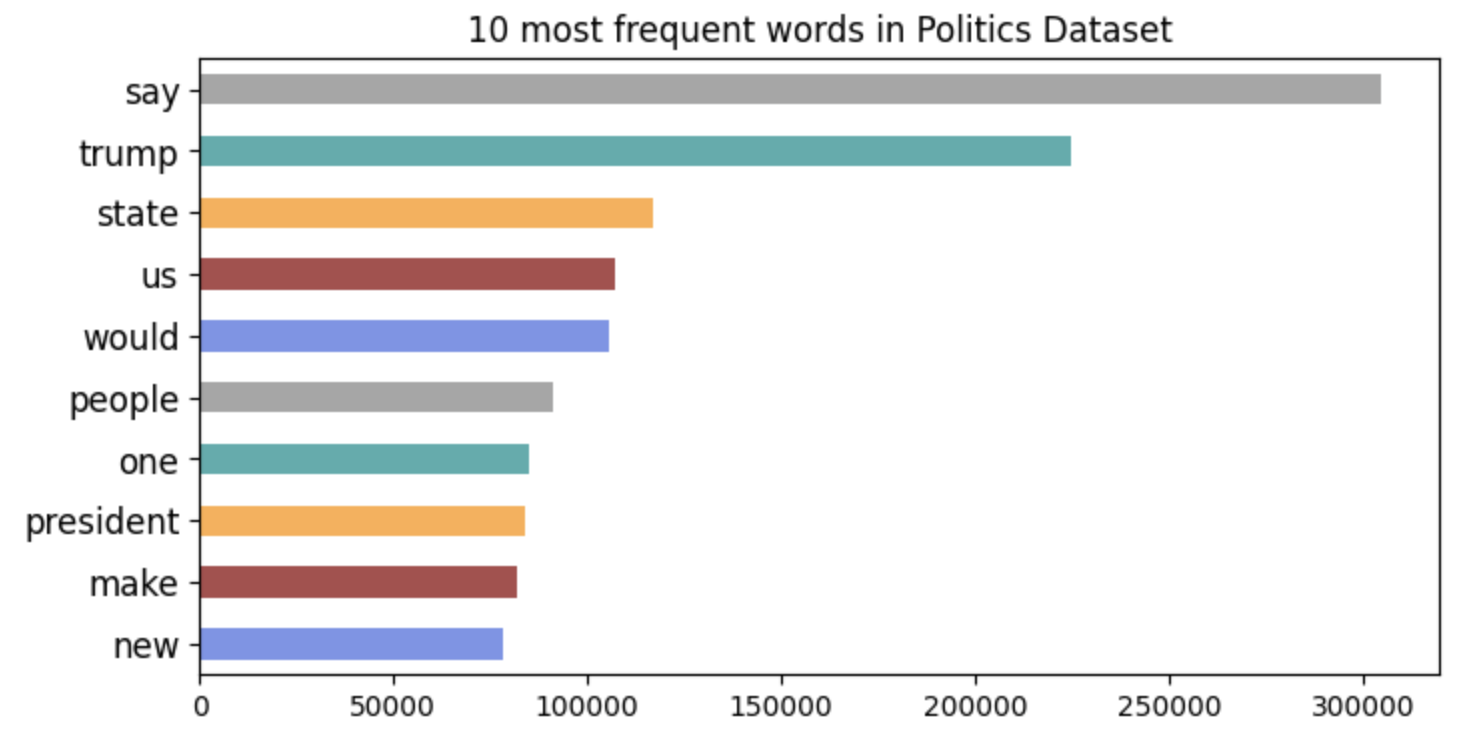 10 most frequent words in Politics Dataset
say
trump
state
us
would
people
one
president
make
new
0 50000 100000 150000 200000 250000 300000